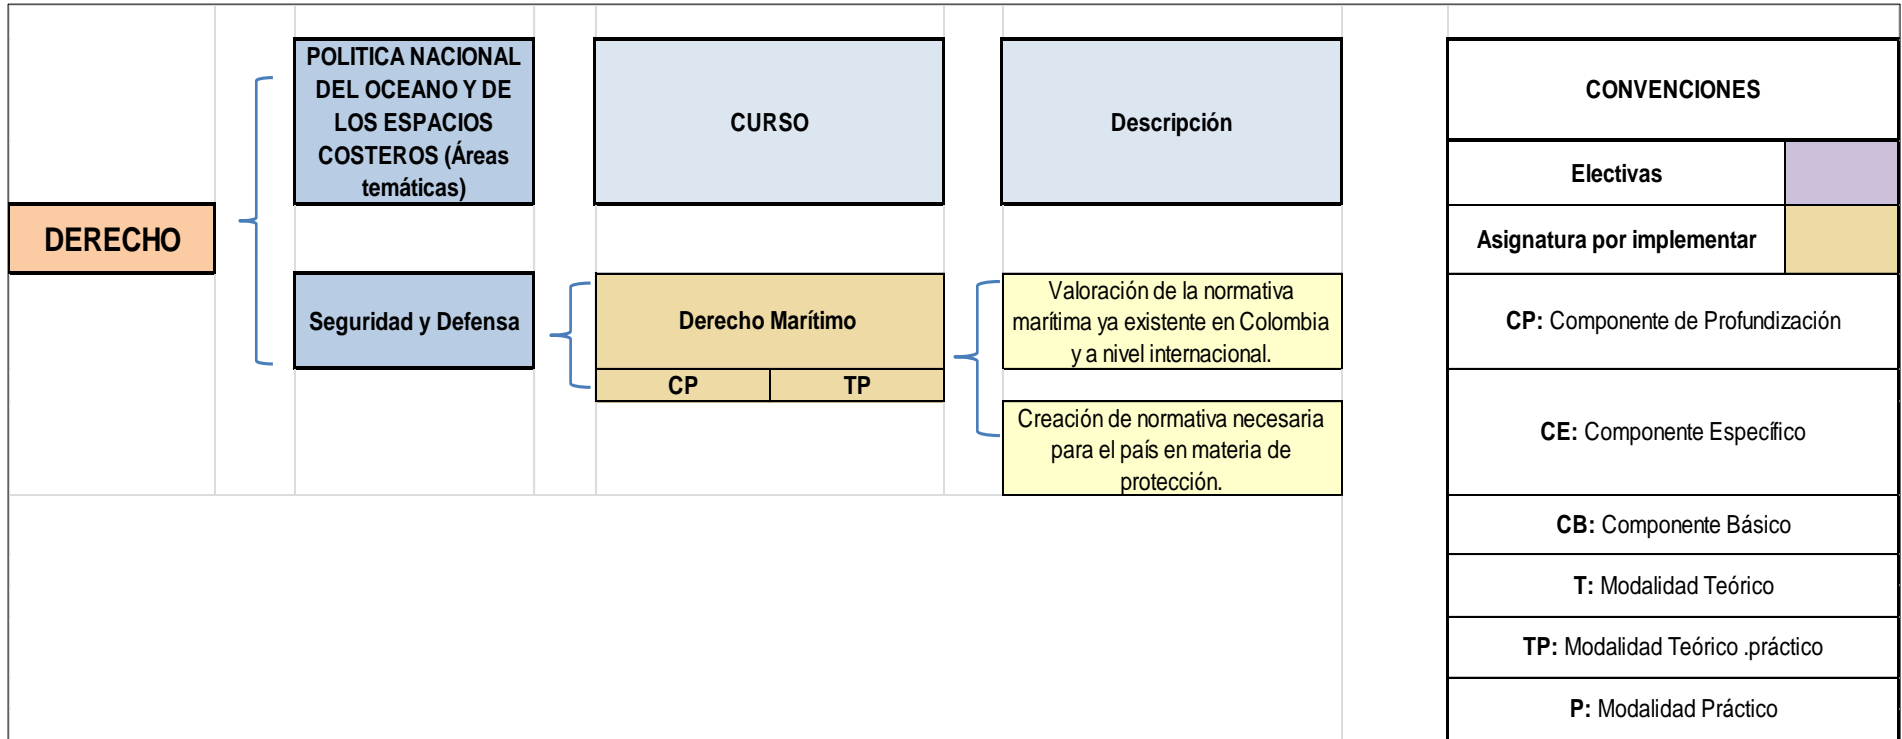 DERECHO
POLITICA NACIONAL
DEL OCEANO Y DE
LOS ESPACIOS
COSTEROS (Áreas
temáticas)
CURSO
Descripción
Seguridad y Defensa
Derecho Marítimo
CP
TP
Valoración de la normativa
marítima ya existente en Colombia
y a nivel internacional.
Creación de normativa necesaria
para el país en materia de
protección.
CONVENCIONES
Electivas
Asignatura por implementar
CP: Componente de Profundización
CE: Componente Específico
CB: Componente Básico
T: Modalidad Teórico
TP: Modalidad Teórico .práctico
P: Modalidad Práctico